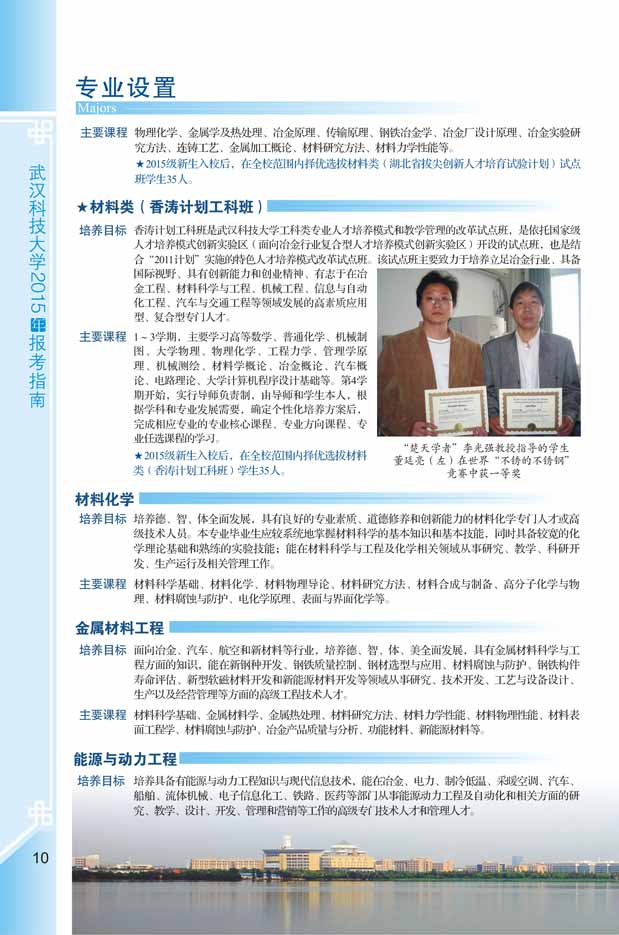 专业设置
Majors
主要课程 物理化学、金属学及热处理、冶金原理、传输原理、钢铁冶金学、冶金厂设计原理、冶金实验研
究方法、连铸工艺、金属加工概论、材料研究方法、材料力学性能等。
★2015级新生入校后，在全校范围内择优选拔材料类（湖北省拔尖创新人才培育试验计划）试点
班学生35人。
★材料类（香涛计划工科班）
培养目标 香涛计划工科班是武汉科技大学工科类专业人才培养模式和教学管理的改革试点班，是依托国家级
人才培养模式创新实验区（面向冶金行业复合型人才培养模式创新实验区）开设的试点班，也是结
合“2011计划”实施的特色人才培养模式改革试点班。该试点班主要致力于培养立足冶金行业、具备
国际视野、具有创新能力和创业精神、有志于在冶
金工程、材料科学与工程、机械工程、信息与自动
化工程、汽车与交通工程等领域发展的高素质应用
型、复合型专门人才。
主要课程 1～3学期，主要学习高等数学、普通化学、机械制
图、大学物理、物理化学、工程力学、管理学原
理、机械测绘、材料学概论、冶金概论、汽车概
论、电路理论、大学计算机程序设计基础等。第4学
期开始，实行导师负责制，由导师和学生本人，根
据学科和专业发展需要，确定个性化培养方案后，
完成相应专业的专业核心课程、专业方向课程、专
业任选课程的学习。
★2015级新生入校后，在全校范围内择优选拔材料
类（香涛计划工科班）学生35人。
“楚天学者”李光强教授指导的学生
董廷亮（左）在世界“不锈的不锈钢”
竞赛中获一等奖
材料化学
培养目标 培养德、智、体全面发展，具有良好的专业素质、道德修养和创新能力的材料化学专门人才或高
级技术人员。本专业毕业生应较系统地掌握材料科学的基本知识和基本技能，同时具备较宽的化
学理论基础和熟练的实验技能；能在材料科学与工程及化学相关领域从事研究、教学、科研开
发、生产运行及相关管理工作。
主要课程 材料科学基础、材料化学、材料物理导论、材料研究方法、材料合成与制备、高分子化学与物
理、材料腐蚀与防护、电化学原理、表面与界面化学等。
金属材料工程
培养目标 面向冶金、汽车、航空和新材料等行业，培养德、智、体、美全面发展，具有金属材料科学与工
程方面的知识，能在新钢种开发、钢铁质量控制、钢材选型与应用、材料腐蚀与防护、钢铁构件
寿命评估、新型软磁材料开发和新能源材料开发等领域从事研究、技术开发、工艺与设备设计、
生产以及经营管理等方面的高级工程技术人才。
主要课程 材料科学基础、金属材料学、金属热处理、材料研究方法、材料力学性能、材料物理性能、材料表
面工程学、材料腐蚀与防护、冶金产品质量与分析、功能材料、新能源材料等。
能源与动力工程
培养目标 培养具备有能源与动力工程知识与现代信息技术，能在冶金、电力、制冷低温、采暖空调、汽车、
船舶、流体机械、电子信息化工、铁路、医药等部门从事能源动力工程及自动化和相关方面的研
究、教学、设计、开发、管理和营销等工作的高级专门技术人才和管理人才。
武汉科技大学2015年报考指南
10